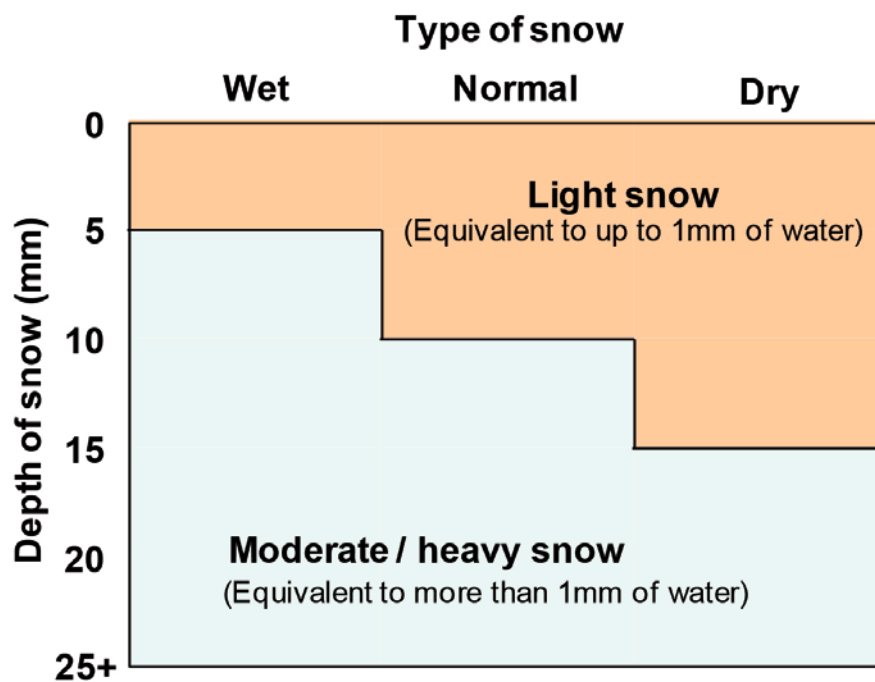 Type of snow
Wet
Normal
Dry
0
5
10
15
20
25+
Depth of snow (mm)
Light snow
(Equivalent to up to 1mm of water)
Moderate / heavy snow
(Equivalent to more than 1mm of water)